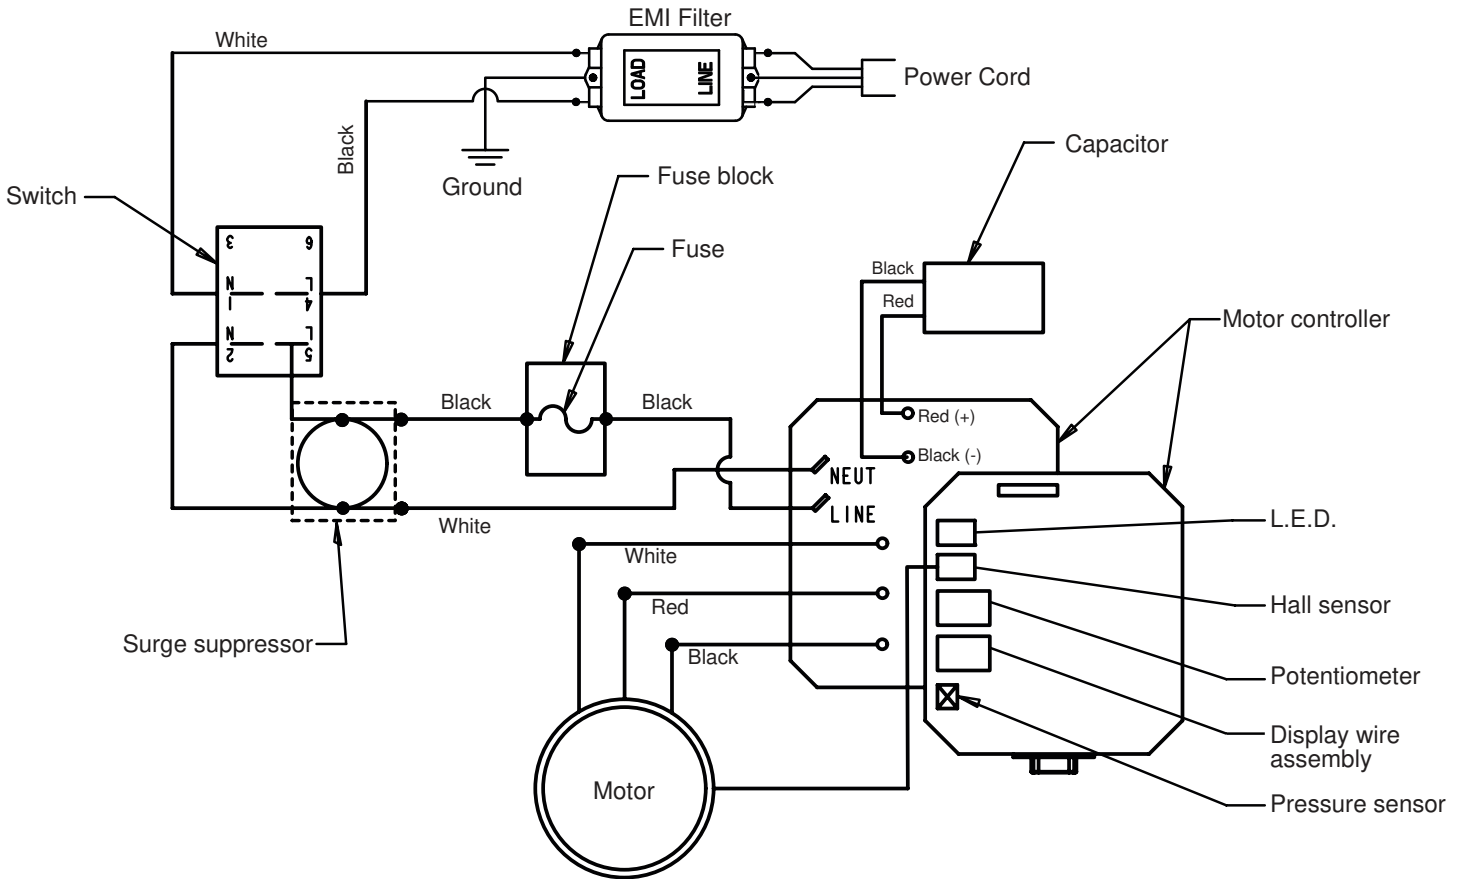 EMI Filter
White
LOAD
LINE
Power Cord
Black
Capacitor
Ground
Fuse block
Switch
Fuse
3
6
N
L
1
4
N
L
2
5
Black
Red
Motor controller
Black
Black
Red (+)
Black (-)
NEUT
LINE
White
L.E.D.
White
Hall sensor
Red
Surge suppressor
Black
Potentiometer
Display wire
assembly
Motor
Pressure sensor